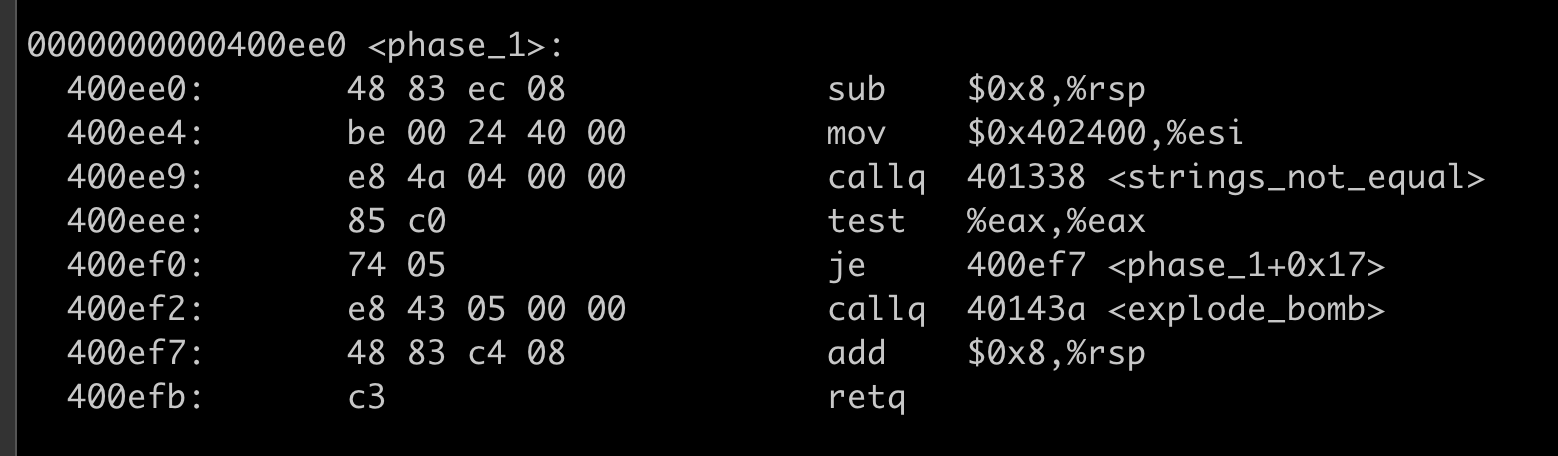 0000000000400ee0 <phase_1>:
400ee0: 48 83 ec 08 sub $0x8,%rsp
400ee4: be 00 24 40 00 mov $0x402400,%esi
400ee9: e8 4a 04 00 00 callq 401338 <strings_not_equal>
400eee: 85 c0 test %eax,%eax
400ef0: 74 05 je 400ef7 <phase_1+0x17>
400ef2: e8 43 05 00 00 callq 40143a <explode_bomb>
400ef7: 48 83 c4 08 add $0x8,%rsp
400efb: c3 retq